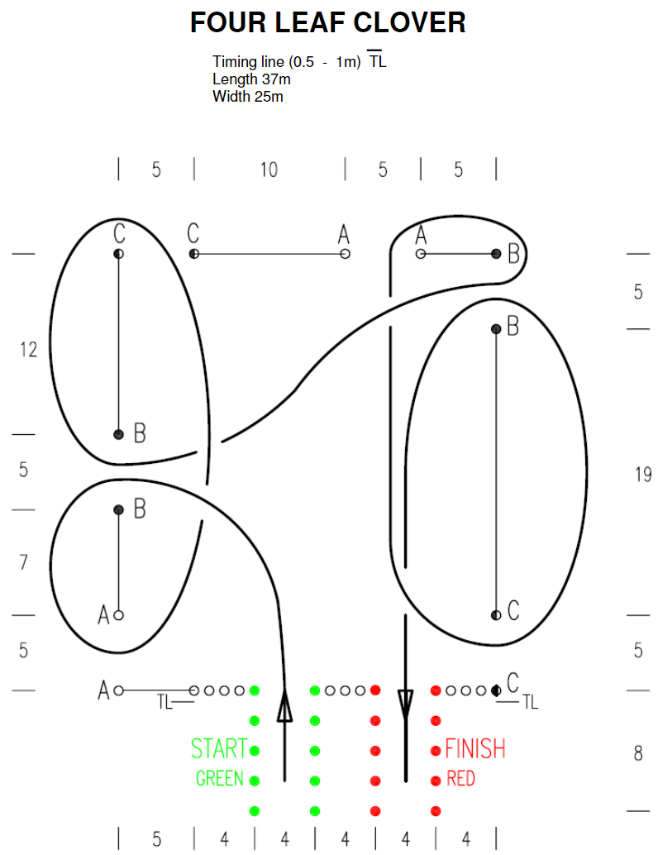 FOUR LEAF CLOVER
Timing line (0.5 - 1m) TL
Length 37m
Width 25m
5 10 5 5
C C A A B
5
B
12
B
5 19
B
7
A C
5 5
A C
TL TL
START FINISH
GREEN RED
8
5 4 4 4 4 4